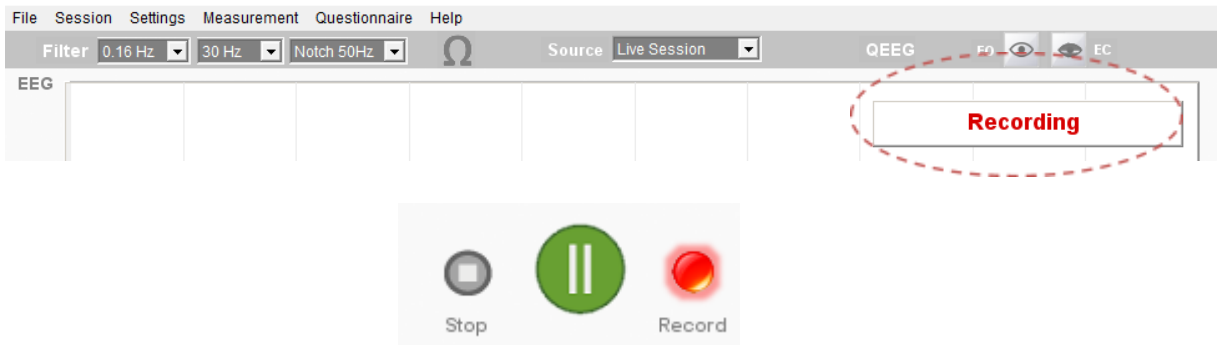 File Session Settings Measurement Questionnaire Help
Filter 0.16 Hz 30 Hz Notch 50Hz Ω Source Live Session QEEG EO EC
EEG
Recording
Stop Record